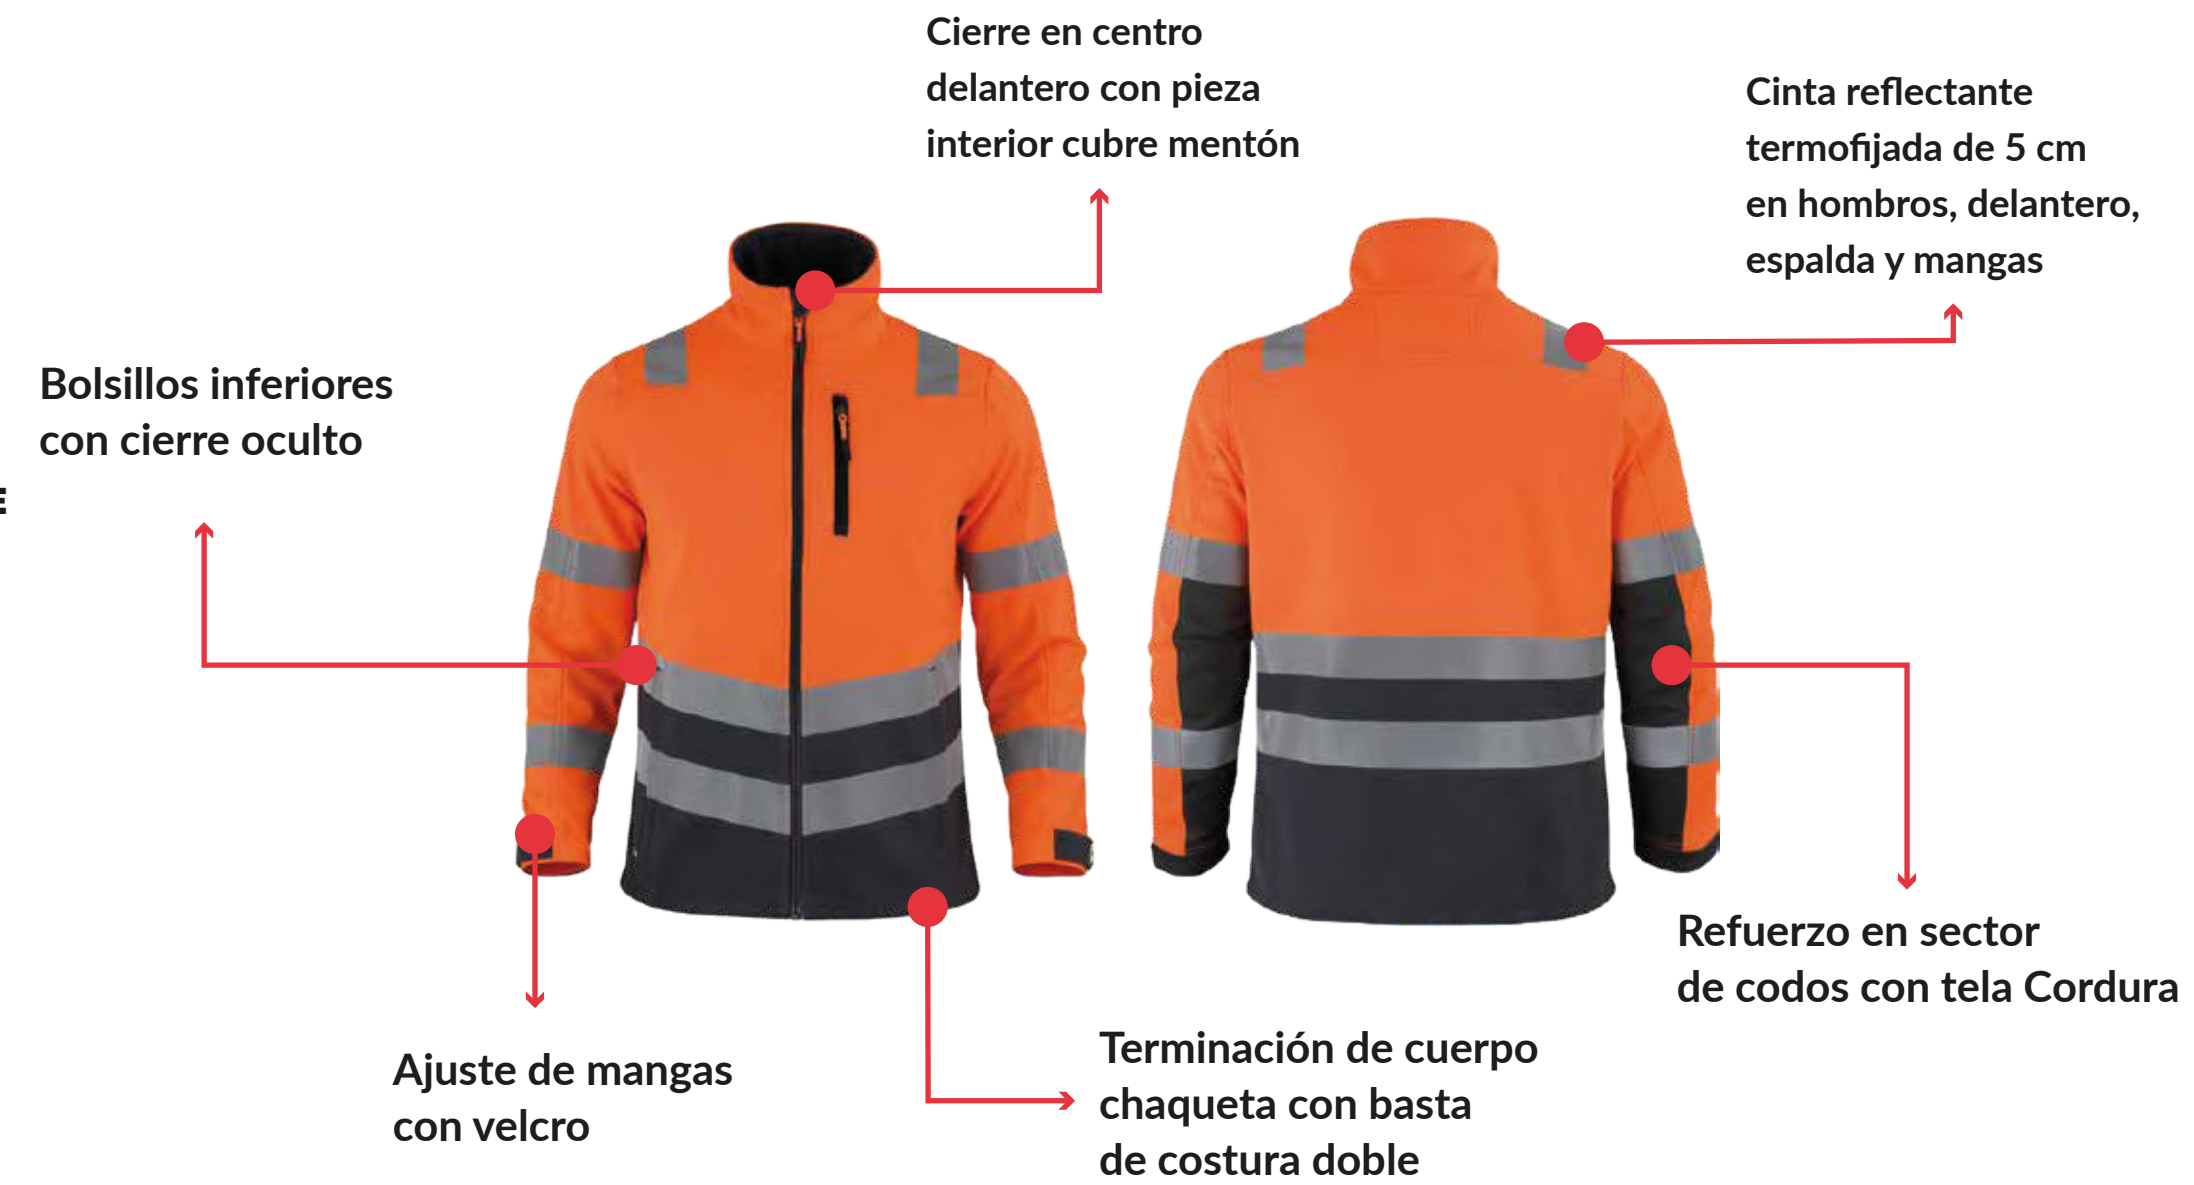 Cierre en centro
delantero con pieza
interior cubre mentón
Cinta reflectante
termofijada de 5 cm
en hombros, delantero,
espalda y mangas
Bolsillos inferiores
con cierre oculto
E
Refuerzo en sector
de codos con tela Cordura
Ajuste de mangas
con velcro
Terminación de cuerpo
chaqueta con basta
de costura doble